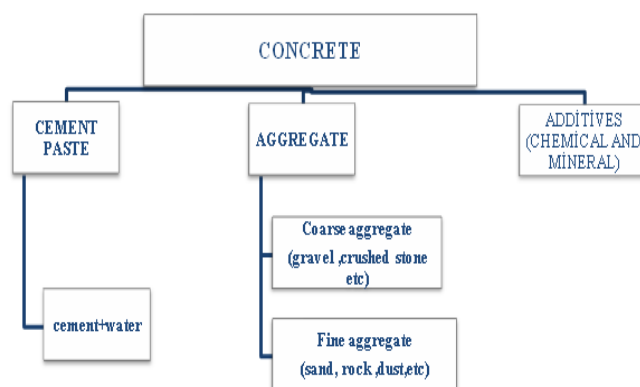 CONCRETE
CEMENT
PASTE
AGGREGATE
ADDİTİVES
(CHEMİCAL AND
MİNERAL)
Coarse aggregate
(gravel ,crushed stone
etc)
cement+water
Fine aggregate
(sand, rock ,dust,etc)